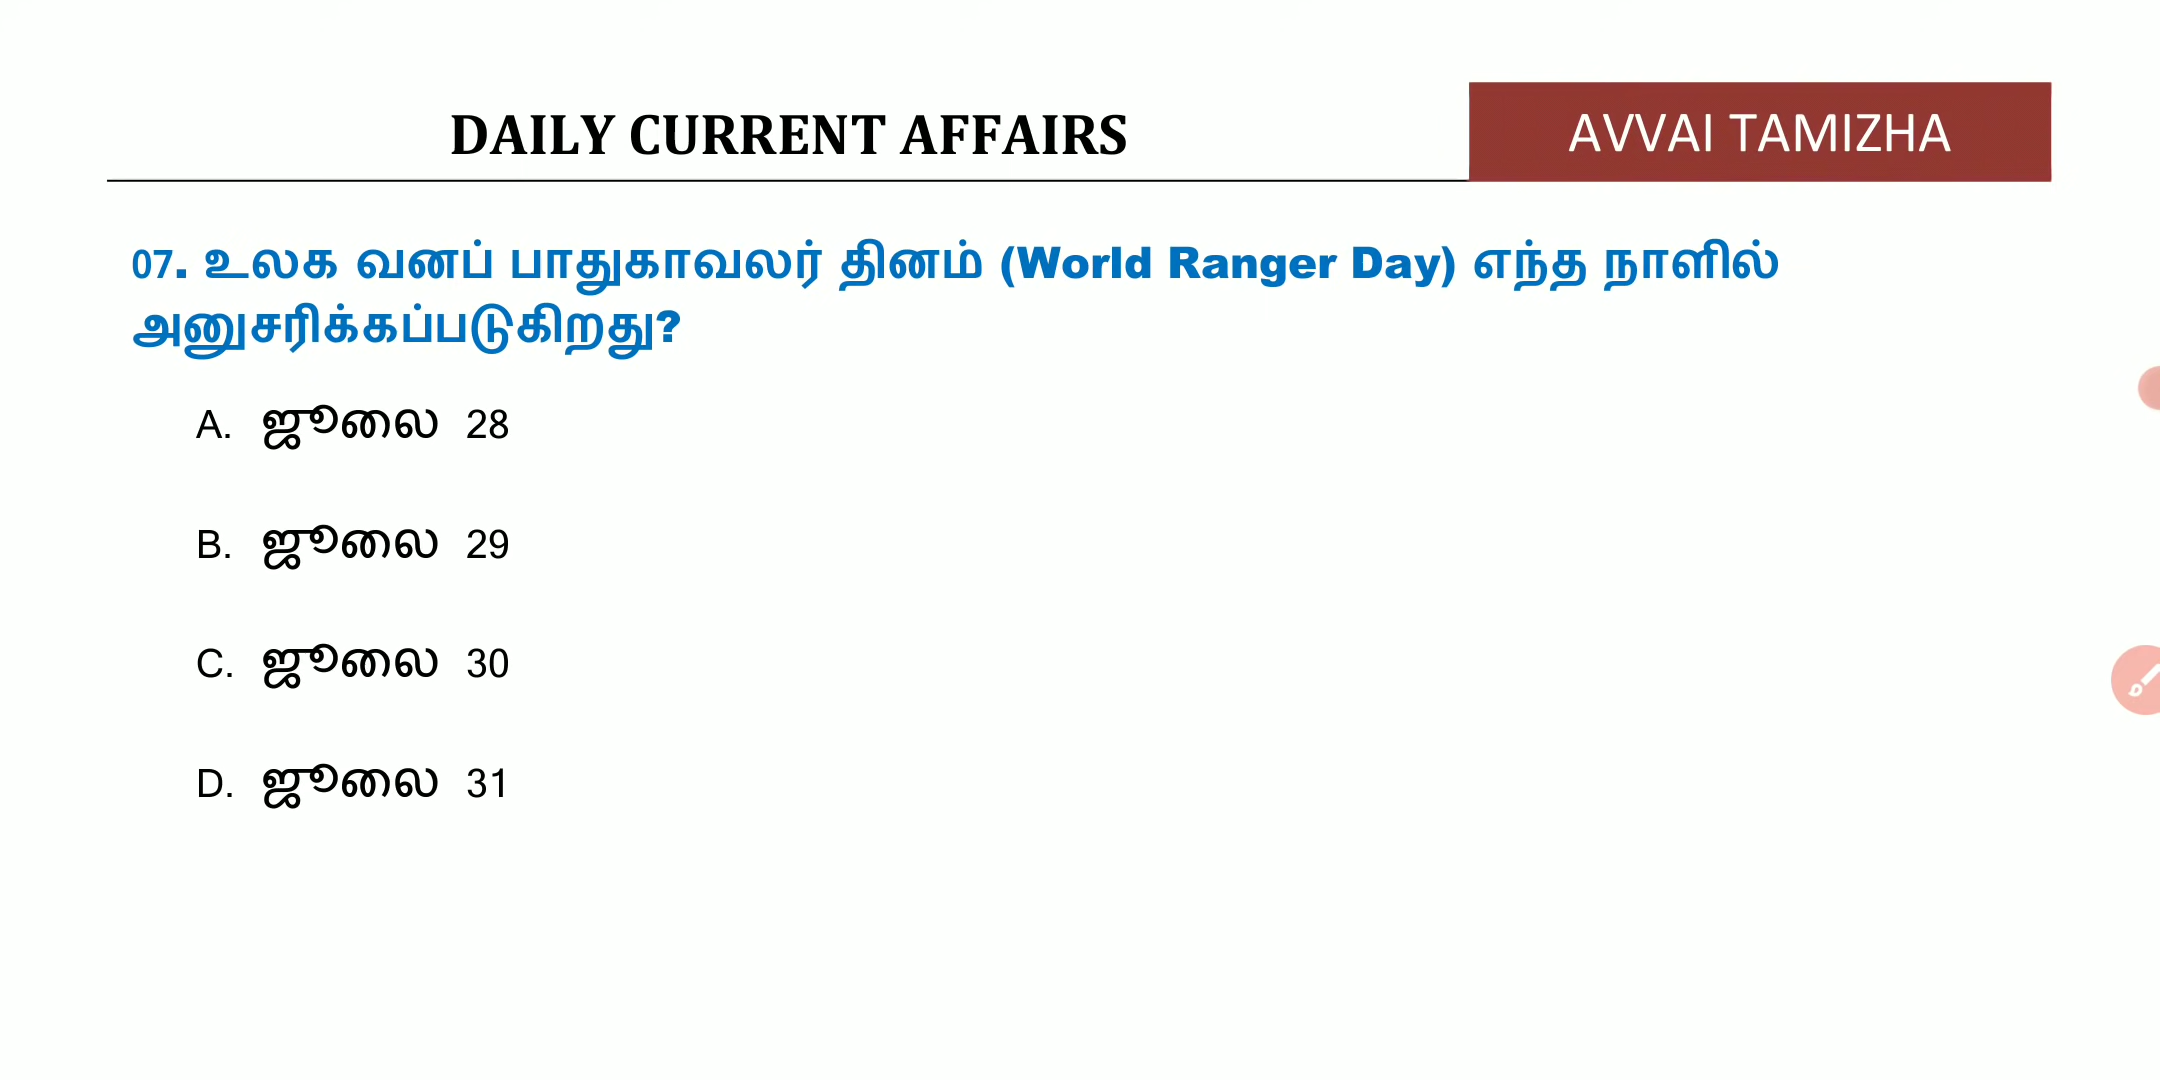 DAILY CURRENT AFFAIRS
AVVAI TAMIZHA
07. உலக வனப் பாதுகாவலர் தினம் (World Ranger Day) எந்த நாளில்
அனுசரிக்கப்படுகிறது?
A. ஜூலை 28
B. ஜூலை 29
C. ஜூலை 30
D. ஜூலை 31